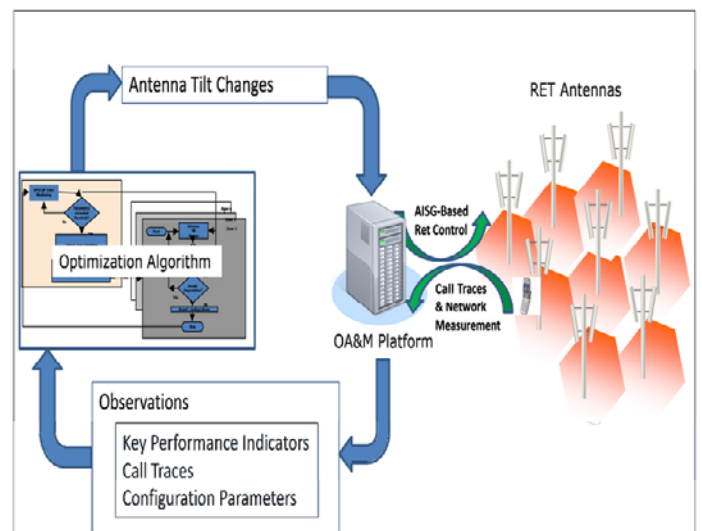 Antenna Tilt Changes
RET Antennas
AISG-Based
Ret Control
Optimization Algorithm
Call Traces
& Network
Measurement
OA&M Platform
Observations
Key Performance Indicators
Call Traces
Configuration Parameters